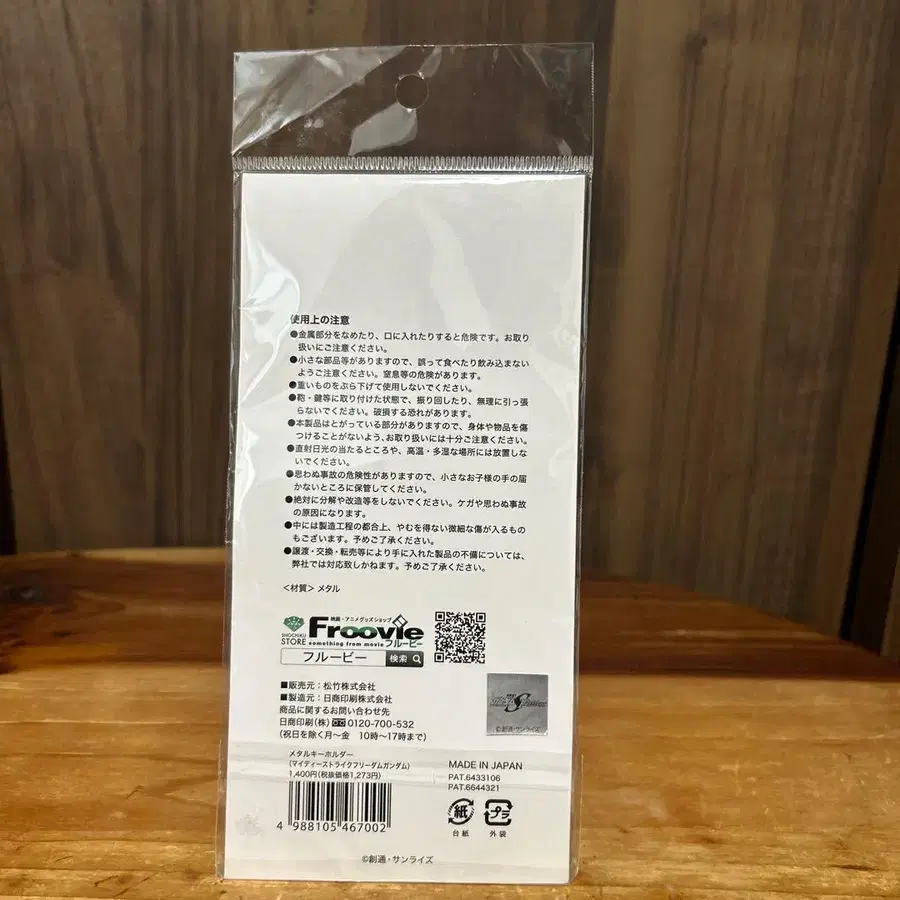 使用上の注意
●金属部分をなめたり、口に入れたりすると危険です。お取り
扱いにご注意ください。
●小さな部品等がありますので、誤って食べたり飲み込まない
ようご注意ください。窒息等の危険があります。
●重いものをぶら下げて使用しないでください。
●鞄・鍵等に取り付けた状態で、振り回したり、無理に引っ張
らないでください。破損する恐れがあります。
●本製品はとがっている部分がありますので、身体や物品を傷
つけることがないよう、お取り扱いには十分ご注意ください。
●直射日光の当たるところや、高温・多湿な場所には放置しな
いでください。
●思わぬ事故の危険性がありますので、小さなお子様の手の届
かないところに保管してください。
●絶対に分解や改造等をしないでください。ケガや思わぬ事故
の原因になります。
●中には製造工程の都合上、やむを得ない微細な傷が入るもの
もございます。予めご了承ください。
●譲渡・交換・転売等により手に入れた製品の不備については、
弊社では対応致しかねます。予めご了承ください。
＜材質＞メタル
映画・アニメグッズショップ
SHOCHIKU STORE
Froovie
something from movie フルービー
フルービー 検索
■販売元：松竹株式会社
■製造元：日商印刷株式会社
商品に関するお問い合わせ先
日商印刷(株) 0120-700-532
(祝日を除く月〜金 10時〜17時まで)
©創通・サンライズ
メタルキーホルダー
(マイティーストライクフリーダムガンダム)
1,400円(税抜価格1,273円)
4 988105 467002
MADE IN JAPAN
PAT.6433106
PAT.6644321
紙
台紙
プラ
外袋
©創通・サンライズ